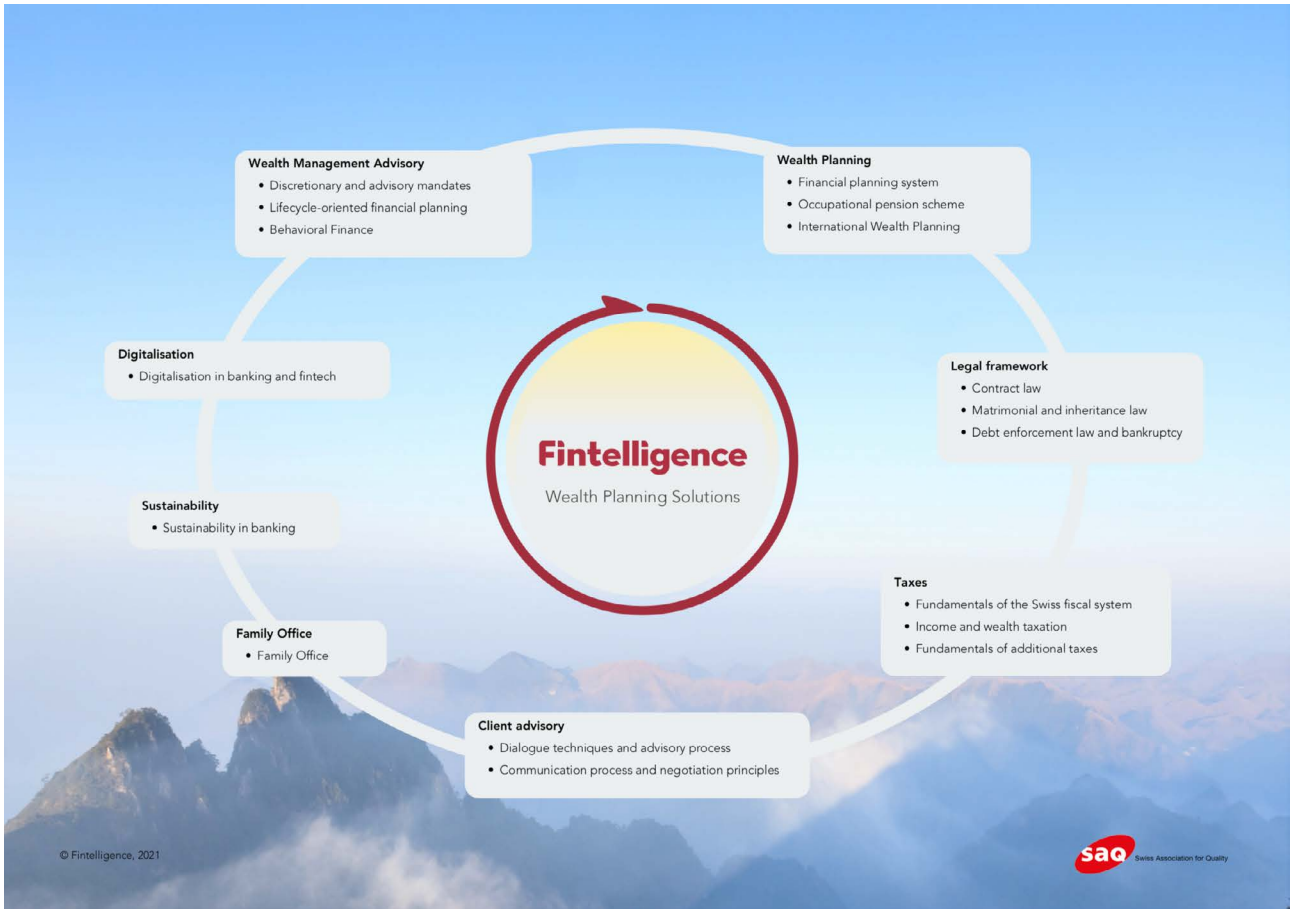 Wealth Management Advisory
• Discretionary and advisory mandates
• Lifecycle-oriented financial planning
• Behavioral Finance
Wealth Planning
• Financial planning system
• Occupational pension scheme
• International Wealth Planning
Digitalisation
• Digitalisation in banking and fintech
Legal framework
• Contract law
• Matrimonial and inheritance law
• Debt enforcement law and bankruptcy
Fintelligence
Wealth Planning Solutions
Sustainability
• Sustainability in banking
Taxes
• Fundamentals of the Swiss fiscal system
• Income and wealth taxation
• Fundamentals of additional taxes
Family Office
• Family Office
Client advisory
• Dialogue techniques and advisory process
• Communication process and negotiation principles
© Fintelligence, 2021
saq Swiss Association for Quality